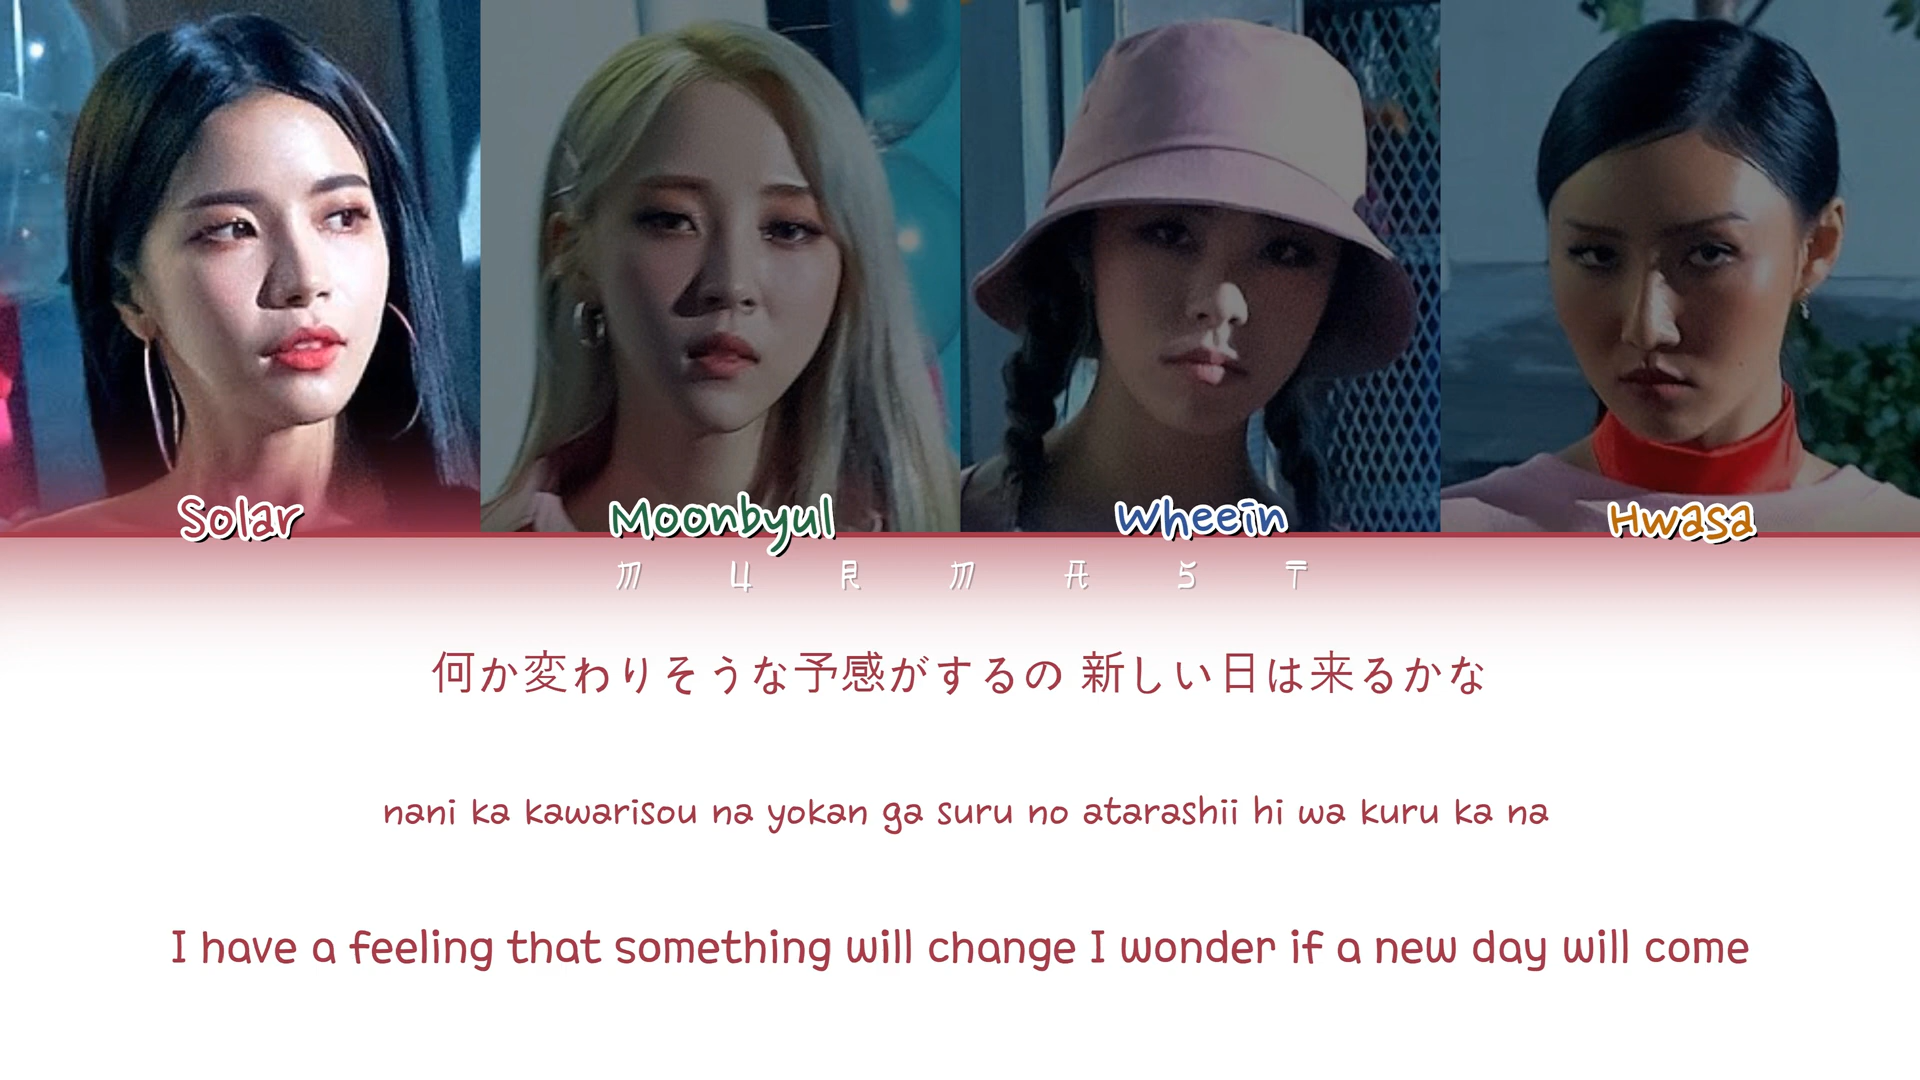 Solar Moonbyul Wheein Hwasa
MURMAST
何か変わりそうな予感がするの 新しい日は来るかな
nani ka kawarisou na yokan ga suru no atarashii hi wa kuru ka na
I have a feeling that something will change I wonder if a new day will come